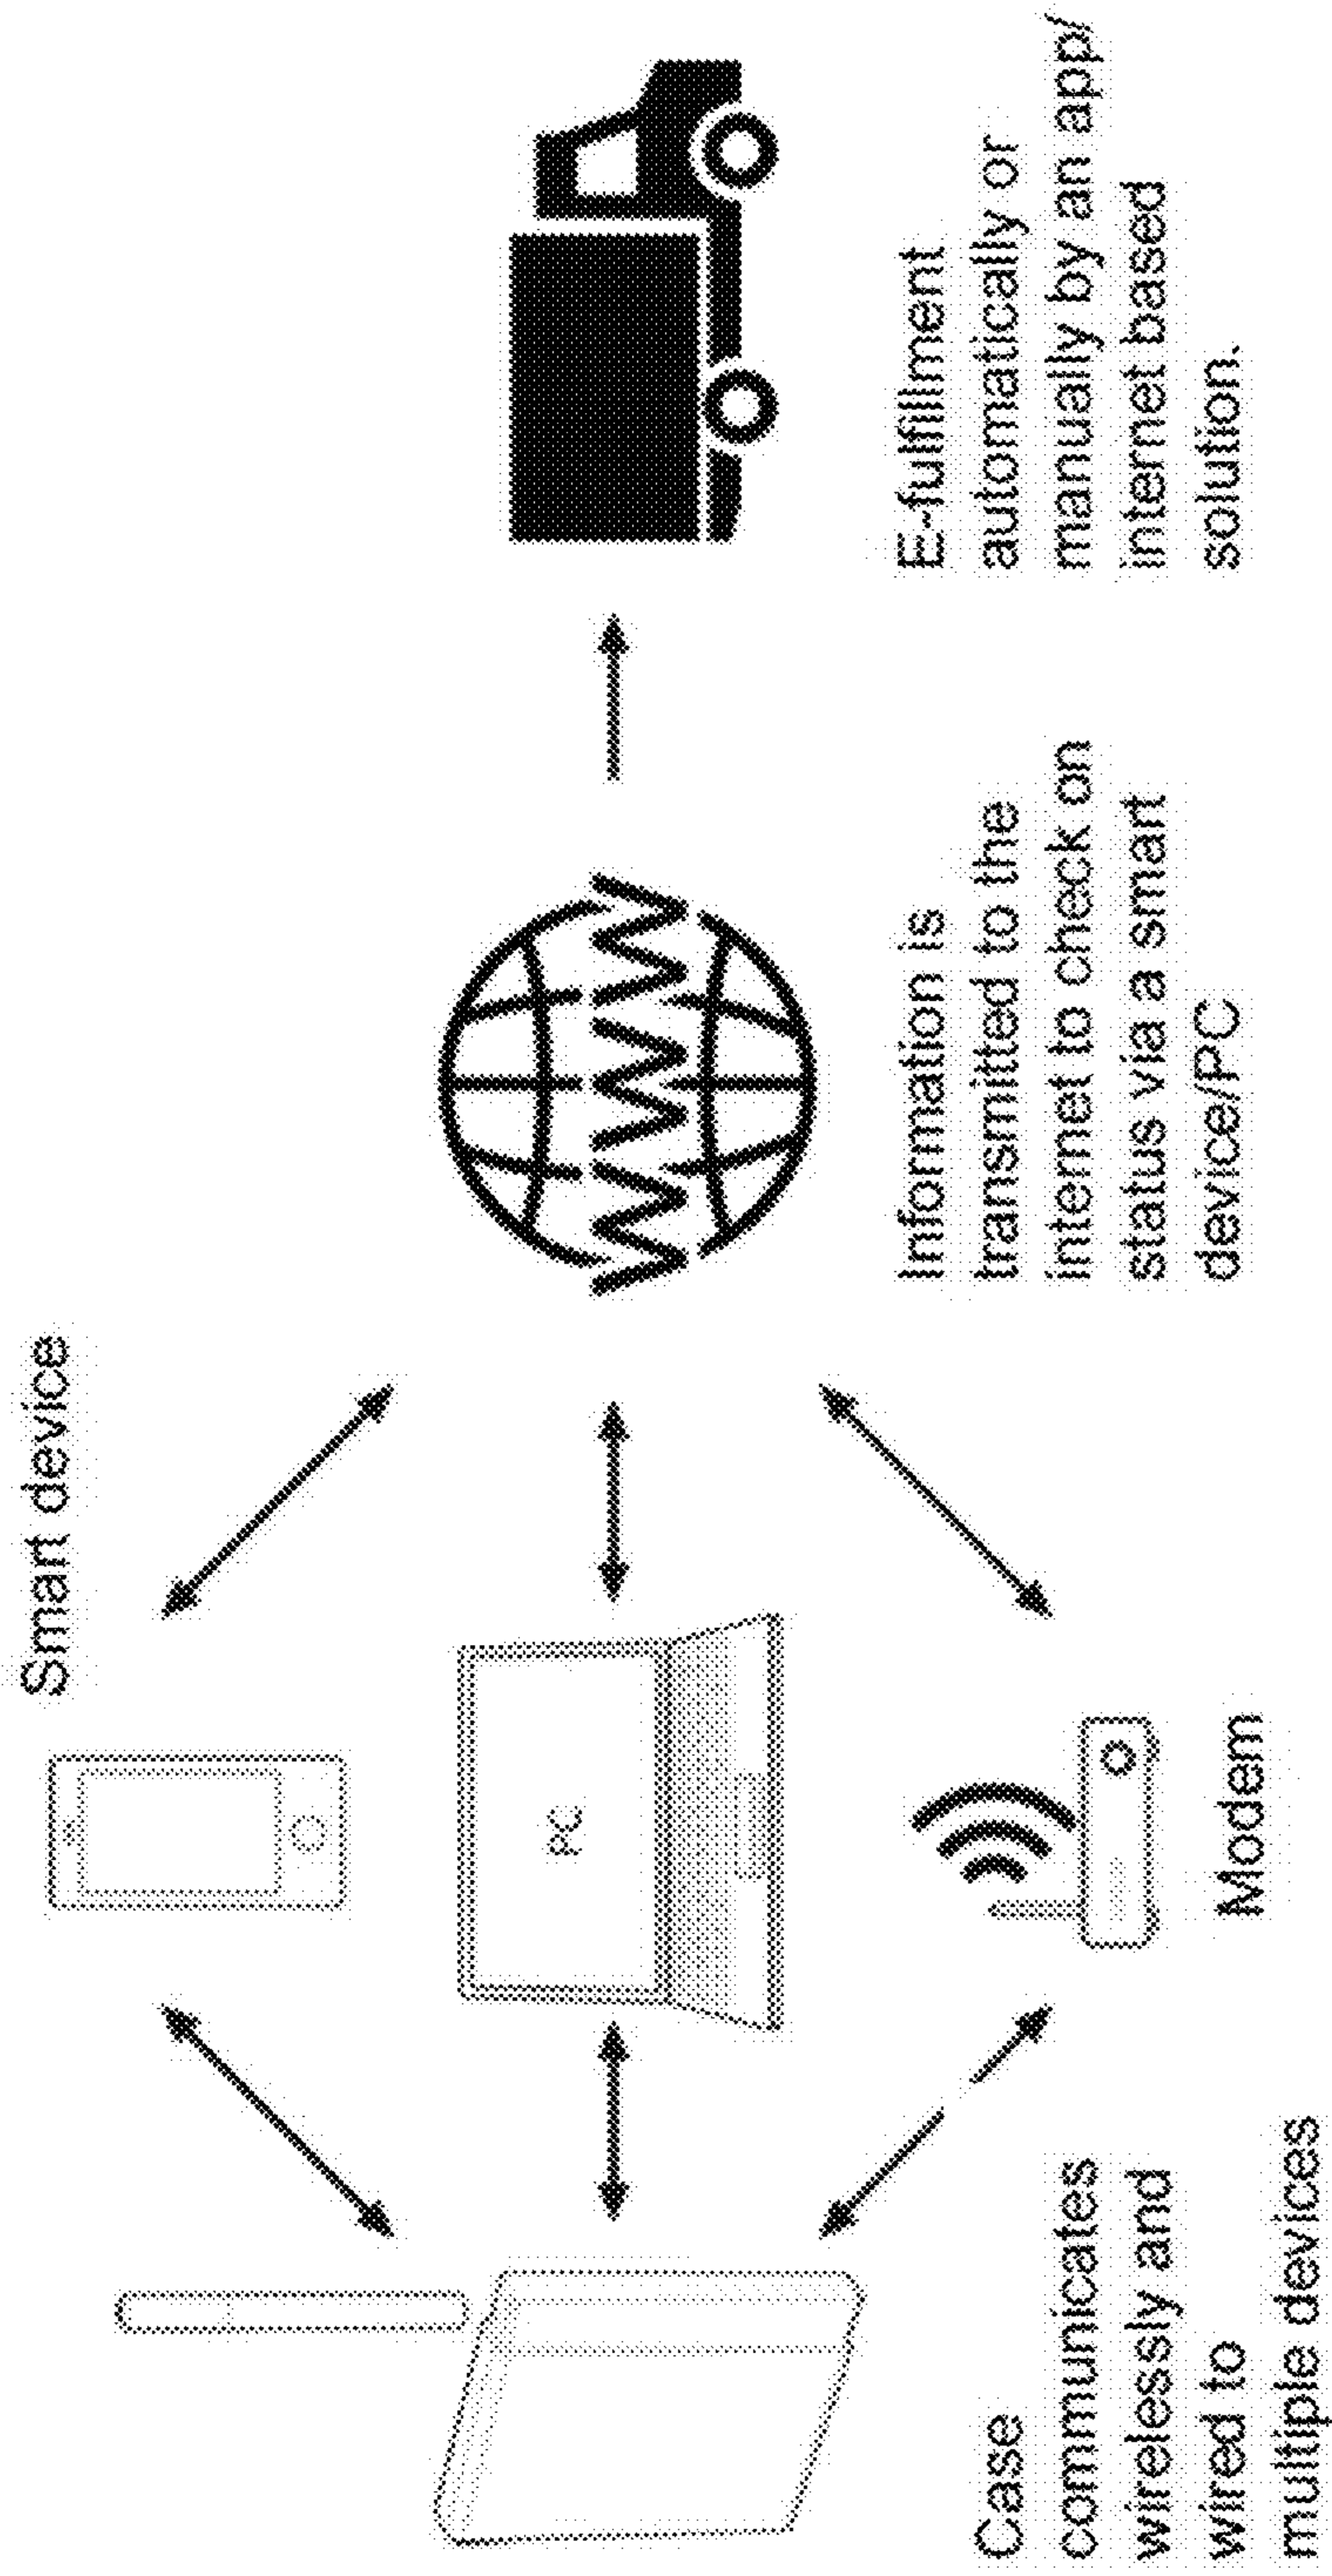 Case
communicates
wirelessly and
wired to
multiple devices
Smart device
PC
Modem
WWW
Information is
transmitted to the
internet to check on
status via a smart
device/PC
E-fulfillment
automatically or
manually by an app/
internet based
solution.